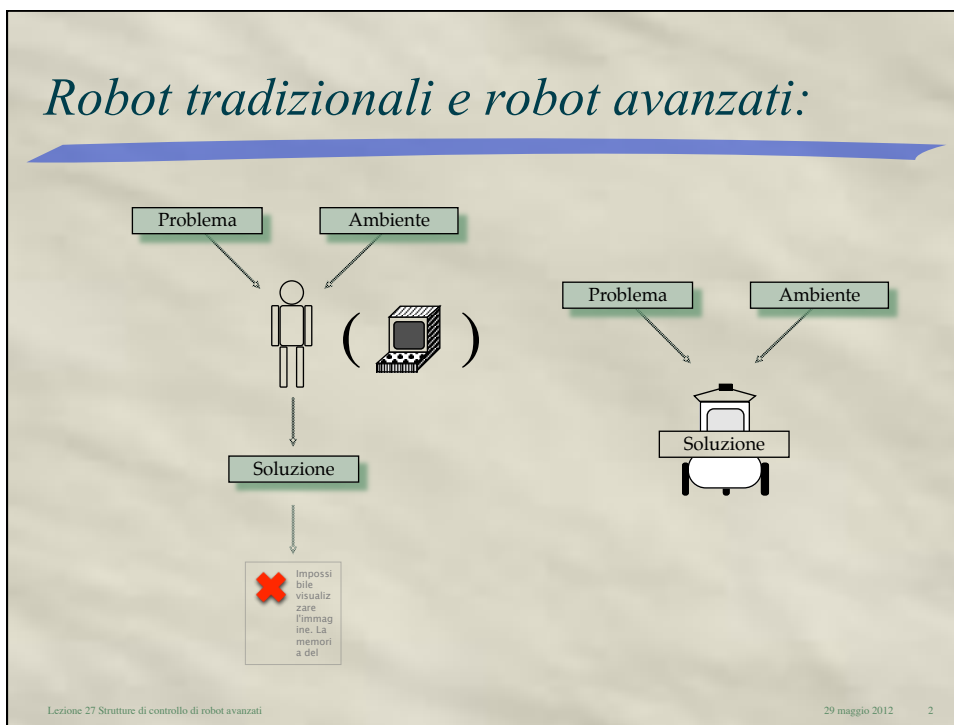 Robot tradizionali e robot avanzati:
Problema
Ambiente
( )
Soluzione
Impossi
bile
visualiz
zare
l'immag
ine. La
memori
a del
Problema
Ambiente
Soluzione
Lezione 27 Strutture di controllo di robot avanzati
29 maggio 2012
2